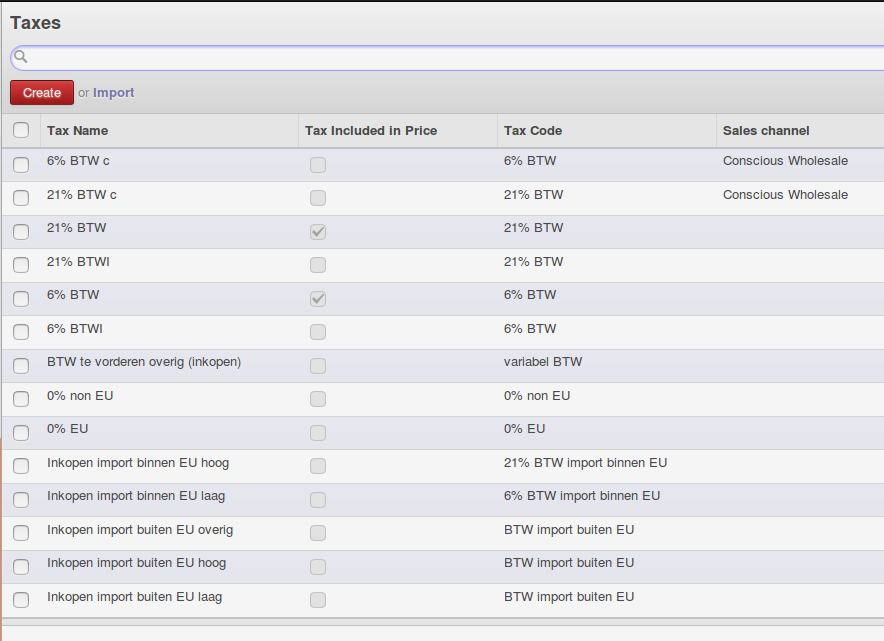 Taxes
Create or Import
Tax Name Tax Included in Price Tax Code Sales channel
6% BTW c 6% BTW Conscious Wholesale
21% BTW c 21% BTW Conscious Wholesale
21% BTW 21% BTW
21% BTWI 21% BTW
6% BTW 6% BTW
6% BTWI 6% BTW
BTW te vorderen overig (inkopen) variabel BTW
0% non EU 0% non EU
0% EU 0% EU
Inkopen import binnen EU hoog 21% BTW import binnen EU
Inkopen import binnen EU laag 6% BTW import binnen EU
Inkopen import buiten EU overig BTW import buiten EU
Inkopen import buiten EU hoog BTW import buiten EU
Inkopen import buiten EU laag BTW import buiten EU